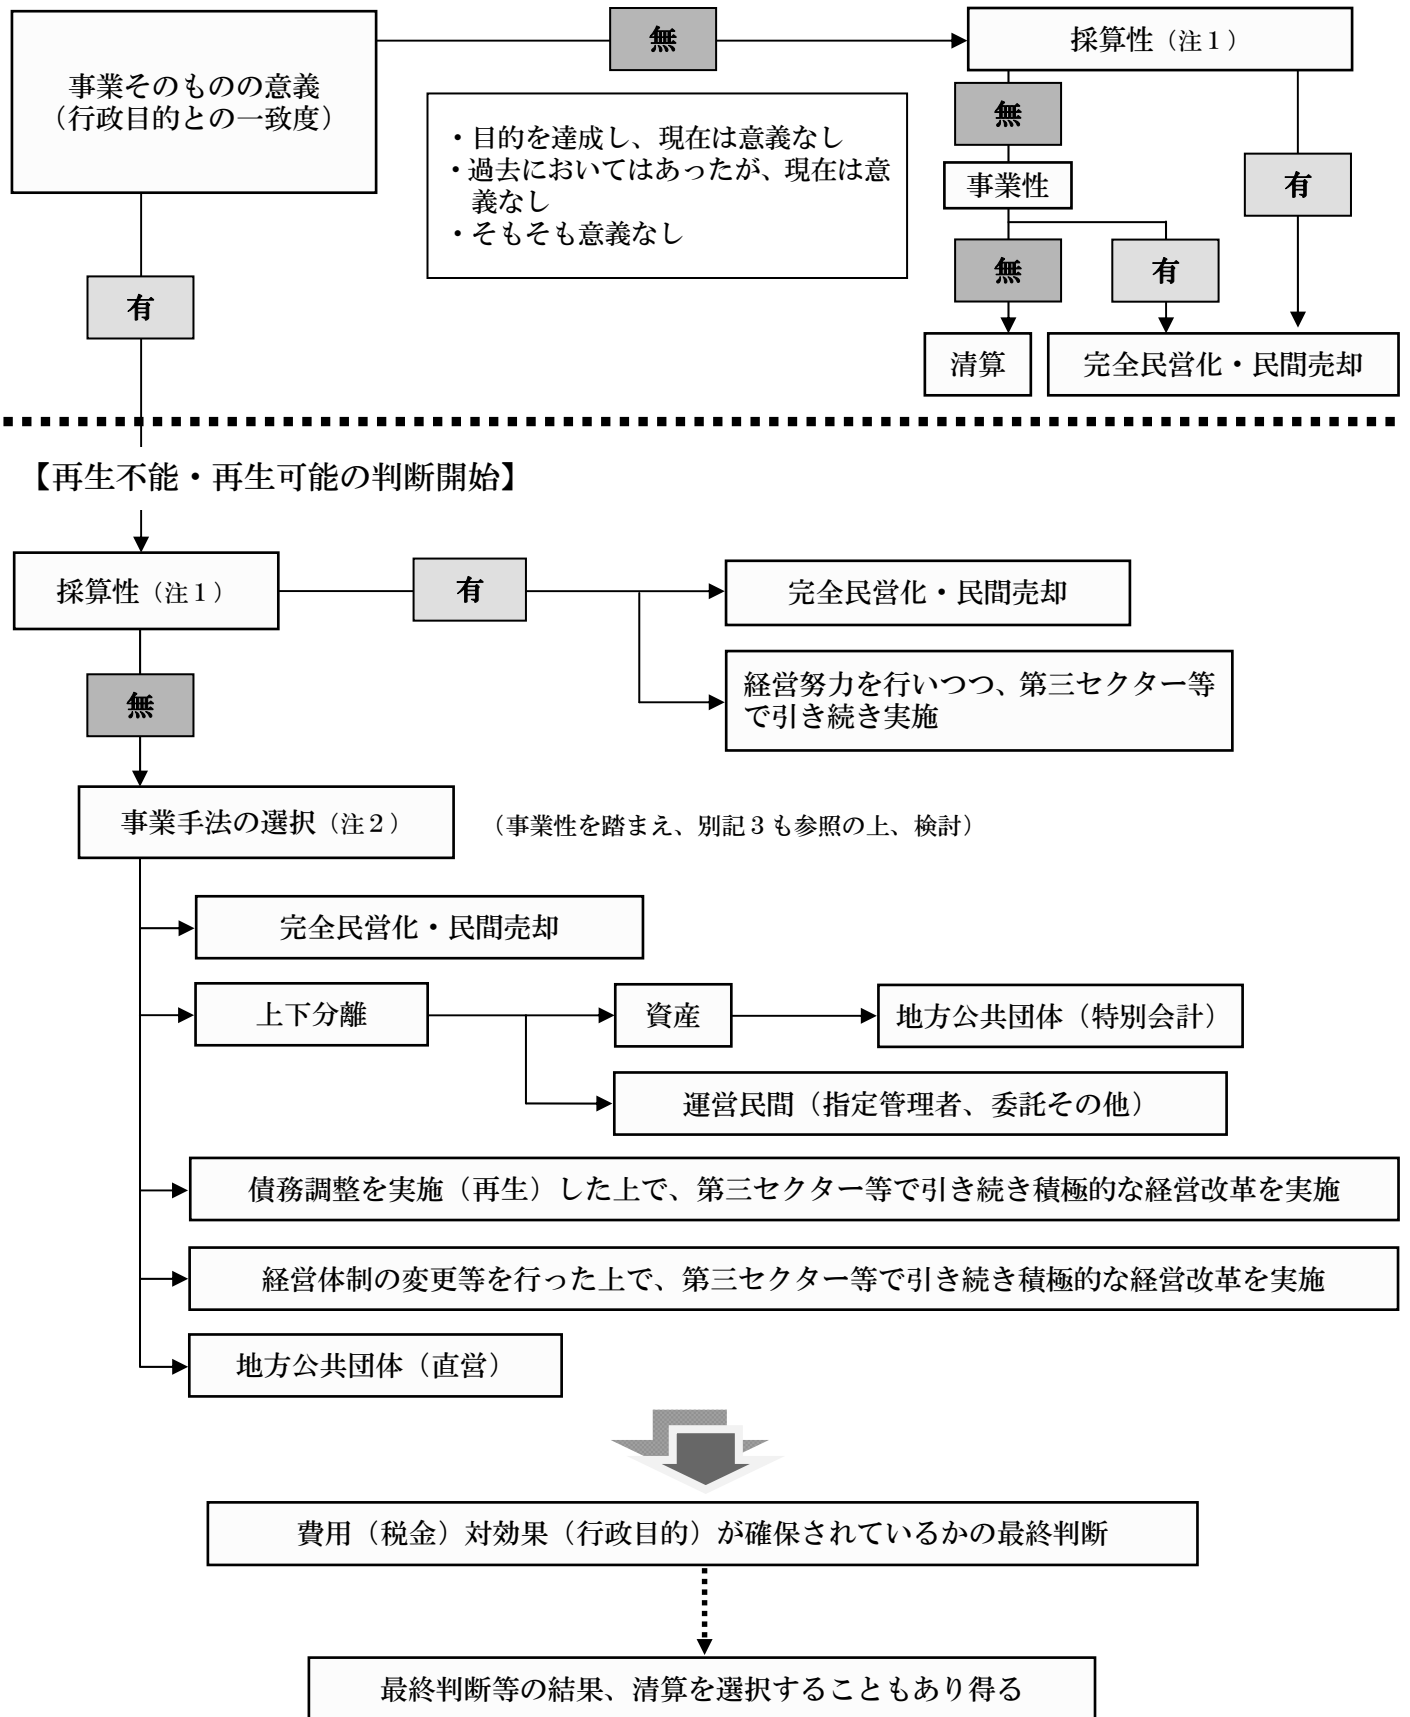 事業そのものの意義
（行政目的との一致度）
無
採算性（注１）
・目的を達成し、現在は意義なし
・過去においてはあったが、現在は意
義なし
・そもそも意義なし
無
有
事業性
無
有
清算
完全民営化・民間売却
有
【再生不能・再生可能の判断開始】
採算性（注１）
有
完全民営化・民間売却
経営努力を行いつつ、第三セクター等
で引き続き実施
無
事業手法の選択（注２）
（事業性を踏まえ、別記３も参照の上、検討）
完全民営化・民間売却
上下分離
資産
地方公共団体（特別会計）
運営民間（指定管理者、委託その他）
債務調整を実施（再生）した上で、第三セクター等で引き続き積極的な経営改革を実施
経営体制の変更等を行った上で、第三セクター等で引き続き積極的な経営改革を実施
地方公共団体（直営）
費用（税金）対効果（行政目的）が確保されているかの最終判断
最終判断等の結果、清算を選択することもあり得る